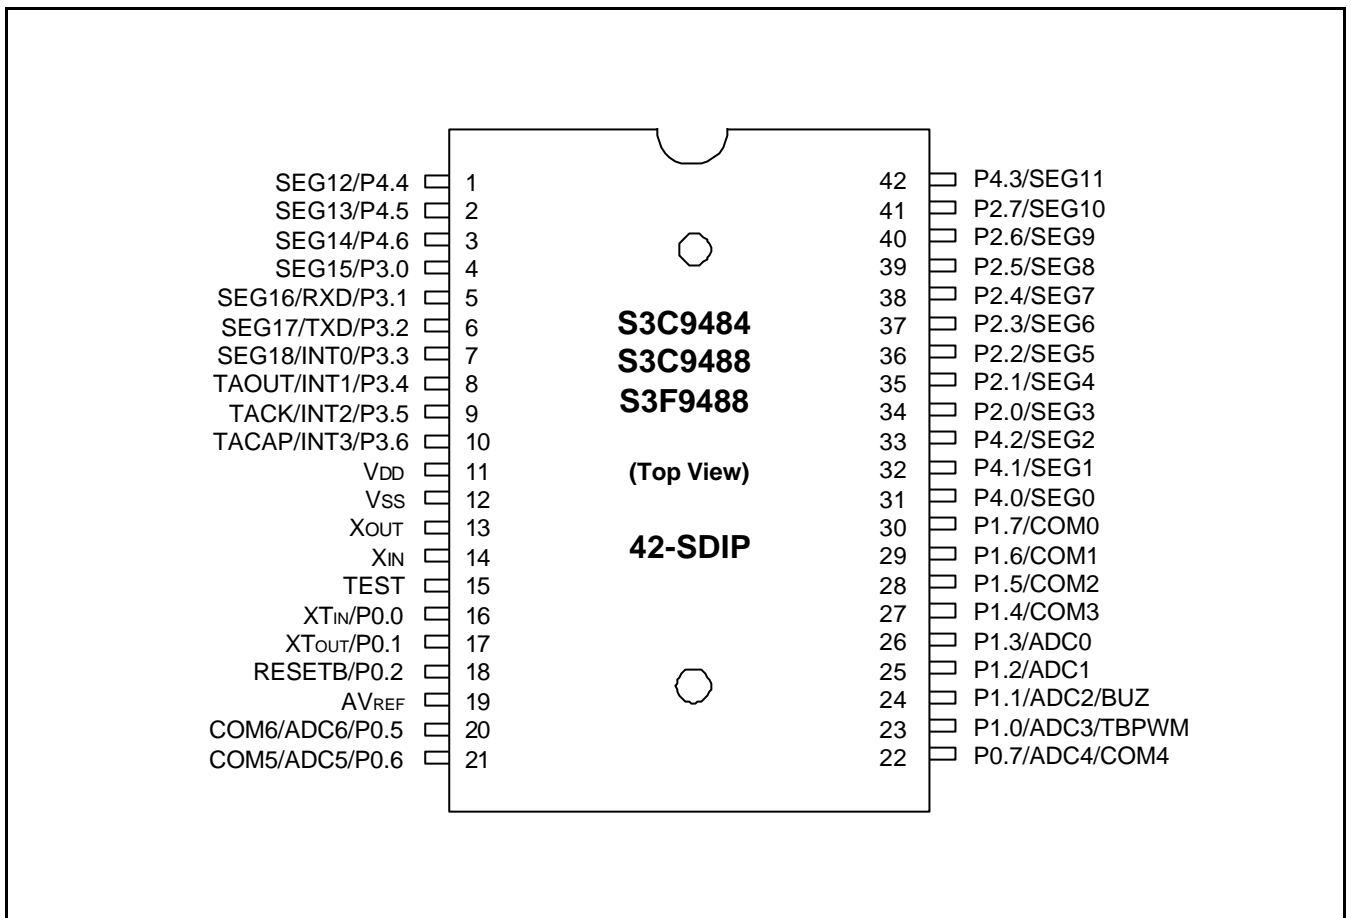 SEG12/P4.4 1
SEG13/P4.5 2
SEG14/P4.6 3
SEG15/P3.0 4
SEG16/RXD/P3.1 5
SEG17/TXD/P3.2 6
SEG18/INT0/P3.3 7
TAOUT/INT1/P3.4 8
TACK/INT2/P3.5 9
TACAP/INT3/P3.6 10
VDD 11
VSS 12
XOUT 13
XIN 14
TEST 15
XTIN/P0.0 16
XTOUT/P0.1 17
RESETB/P0.2 18
AVREF 19
COM6/ADC6/P0.5 20
COM5/ADC5/P0.6 21
S3C9484
S3C9488
S3F9488
(Top View)
42-SDIP
42 P4.3/SEG11
41 P2.7/SEG10
40 P2.6/SEG9
39 P2.5/SEG8
38 P2.4/SEG7
37 P2.3/SEG6
36 P2.2/SEG5
35 P2.1/SEG4
34 P2.0/SEG3
33 P4.2/SEG2
32 P4.1/SEG1
31 P4.0/SEG0
30 P1.7/COM0
29 P1.6/COM1
28 P1.5/COM2
27 P1.4/COM3
26 P1.3/ADC0
25 P1.2/ADC1
24 P1.1/ADC2/BUZ
23 P1.0/ADC3/TBPWM
22 P0.7/ADC4/COM4